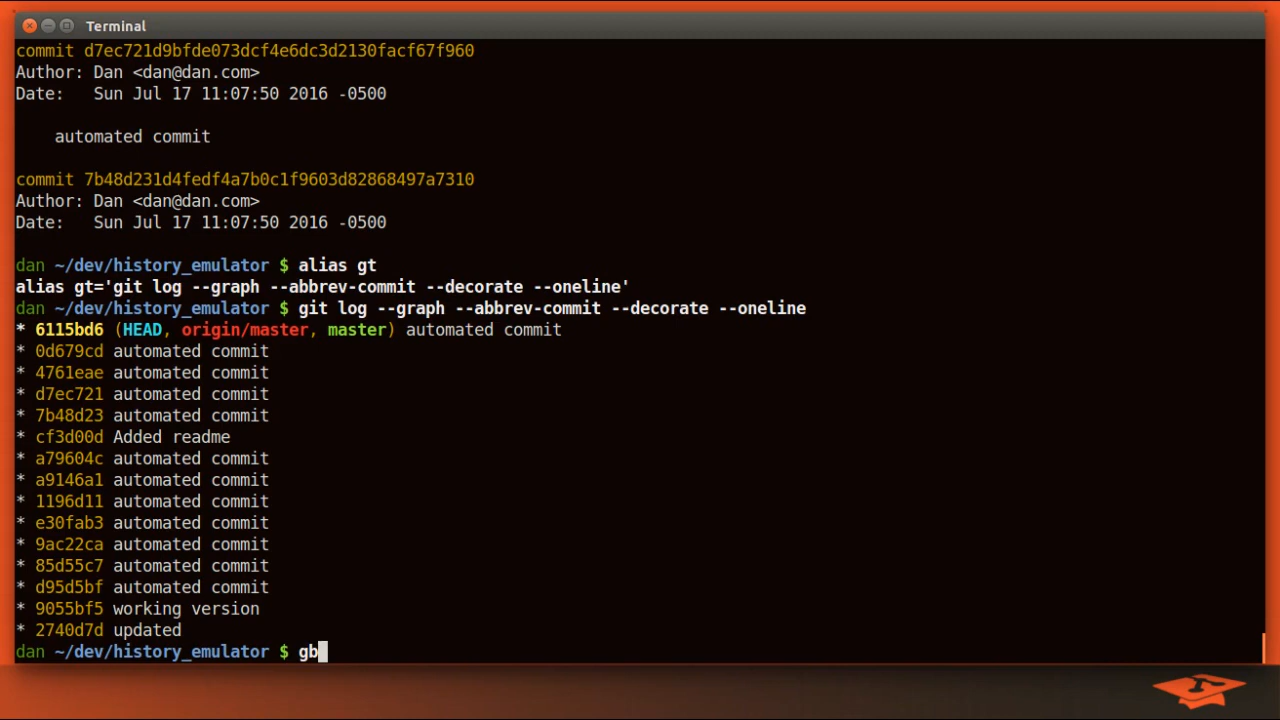 Terminal
commit d7ec721d9bfde073dcf4e6dc3d2130facf67f960
Author: Dan <dan@dan.com>
Date:   Sun Jul 17 11:07:50 2016 -0500
automated commit
commit 7b48d231d4fedf4a7b0c1f9603d82868497a7310
Author: Dan <dan@dan.com>
Date:   Sun Jul 17 11:07:50 2016 -0500
dan ~/dev/history_emulator $ alias gt
alias gt='git log --graph --abbrev-commit --decorate --oneline'
dan ~/dev/history_emulator $ git log --graph --abbrev-commit --decorate --oneline
* 6115bd6 (HEAD, origin/master, master) automated commit
* 0d679cd automated commit
* 4761eae automated commit
* d7ec721 automated commit
* 7b48d23 automated commit
* cf3d00d Added readme
* a79604c automated commit
* a9146a1 automated commit
* 1196d11 automated commit
* e30fab3 automated commit
* 9ac22ca automated commit
* 85d55c7 automated commit
* d95d5bf automated commit
* 9055bf5 working version
* 2740d7d updated
dan ~/dev/history_emulator $ gb